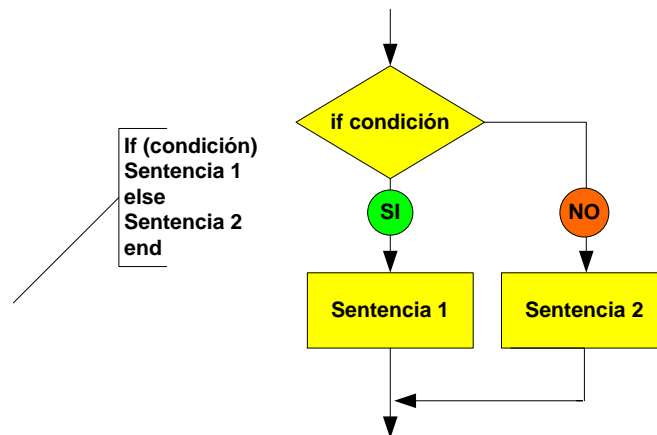 if condición
If (condición)
Sentencia 1
else
Sentencia 2
end
SI
NO
Sentencia 1
Sentencia 2